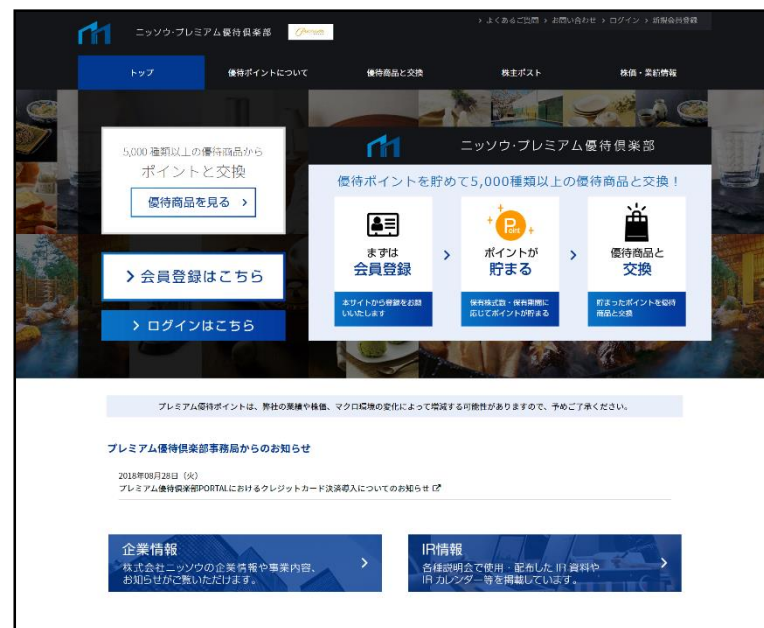 > よくあるご質問 > お問い合わせ > ログイン > 新規会員登録
ニッソウ・プレミアム優待倶楽部
Premium
トップ
優待ポイントについて
優待商品と交換
株主ポスト
株価・業績情報
5,000 種類以上の優待商品から
ポイントと交換
優待商品を見る >
> 会員登録はこちら
> ログインはこちら
ニッソウ・プレミアム優待倶楽部
優待ポイントを貯めて5,000種類以上の優待商品と交換！
まずは
会員登録
本サイトから登録をお願
いいたします
>
Point
ポイントが
貯まる
保有株式数・保有期間に
応じてポイントが貯まる
>
優待商品と
交換
貯まったポイントを優待
商品と交換
プレミアム優待ポイントは、弊社の業績や株価、マクロ環境の変化によって増減する可能性がありますので、予めご了承ください。
プレミアム優待倶楽部事務局からのお知らせ
2018年08月28日（火）
プレミアム優待倶楽部PORTALにおけるクレジットカード決済導入についてのお知らせ
企業情報
株式会社ニッソウの企業情報や事業内容、
お知らせがご覧いただけます。
>
IR情報
各種説明会で使用・配布した IR 資料や
IR カレンダー等を掲載しています。
>